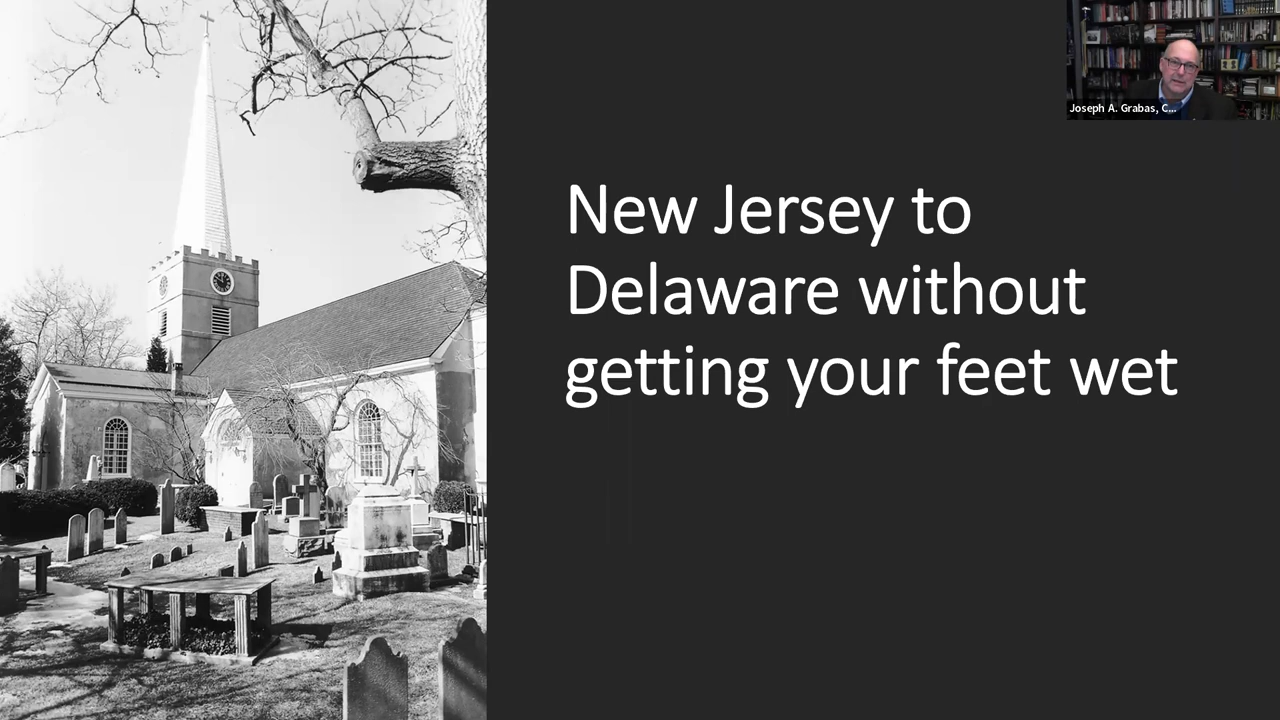 Joseph A. Grabas, C...
New Jersey to
Delaware without
getting your feet wet